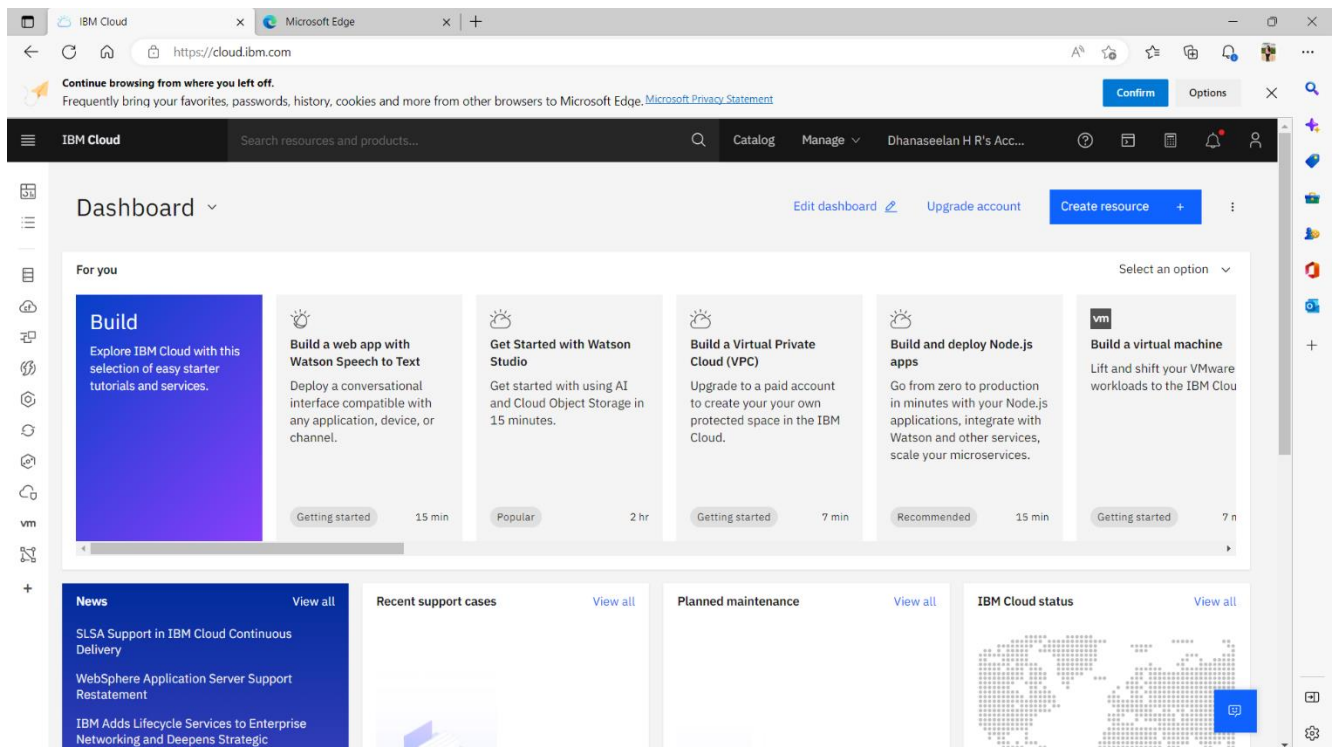 IBM Cloud
Microsoft Edge
https://cloud.ibm.com
Continue browsing from where you left off.
Frequently bring your favorites, passwords, history, cookies and more from other browsers to Microsoft Edge. Microsoft Privacy Statement
Confirm
Options
IBM Cloud
Search resources and products...
Catalog
Manage
Dhanaseelan H R's Acc...
Dashboard
Edit dashboard
Upgrade account
Create resource +
For you
Select an option
Build
Explore IBM Cloud with this
selection of easy starter
tutorials and services.
Build a web app with
Watson Speech to Text
Deploy a conversational
interface compatible with
any application, device, or
channel.
Getting started
15 min
Get Started with Watson
Studio
Get started with using AI
and Cloud Object Storage in
15 minutes.
Popular
2 hr
Build a Virtual Private
Cloud (VPC)
Upgrade to a paid account
to create your your own
protected space in the IBM
Cloud.
Getting started
7 min
Build and deploy Node.js
apps
Go from zero to production
in minutes with your Node.js
applications, integrate with
Watson and other services,
scale your microservices.
Recommended
15 min
vm
Build a virtual machine
Lift and shift your VMware
workloads to the IBM Clou
Getting started
7 n
vm
News
View all
SLSA Support in IBM Cloud Continuous
Delivery
WebSphere Application Server Support
Restatement
IBM Adds Lifecycle Services to Enterprise
Networking and Deepens Strategic
Recent support cases
View all
Planned maintenance
View all
IBM Cloud status
View all